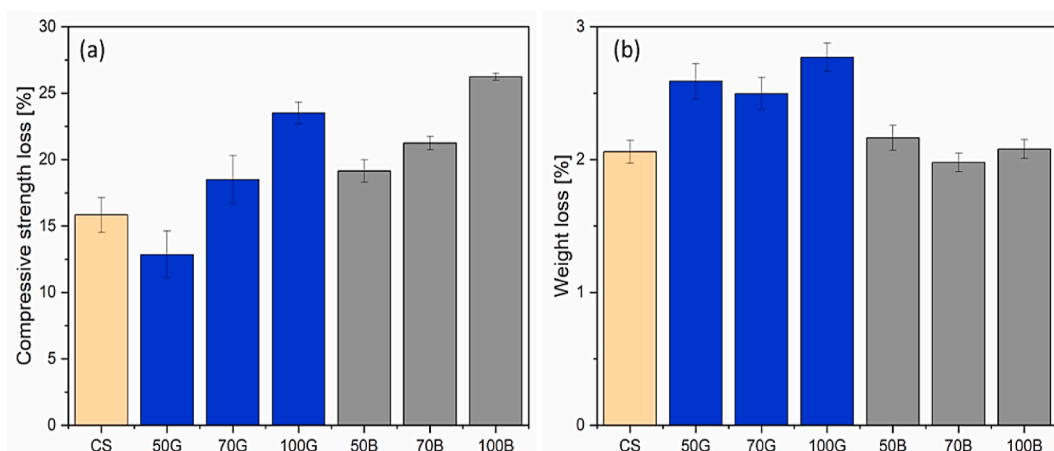 (a)
Compressive strength loss [%]
30
25
20
15
10
5
0
CS 50G 70G 100G 50B 70B 100B
(b)
Weight loss [%]
3
2
1
0
CS 50G 70G 100G 50B 70B 100B